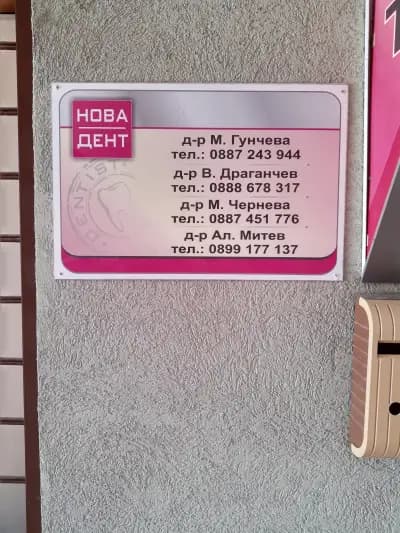 НОВА
ДЕНТ
д-р М. Гунчева
тел.: 0887 243 944
д-р В. Драганчев
тел.: 0888 678 317
д-р М. Чернева
тел.: 0887 451 776
д-р Ал. Митев
тел.: 0899 177 137